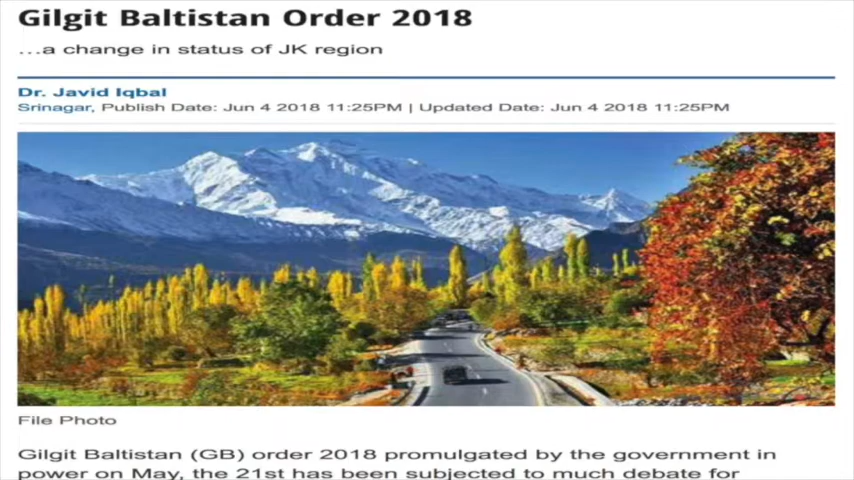 Gilgit Baltistan Order 2018
...a change in status of JK region
Dr. Javid Iqbal
Srinagar, Publish Date: Jun 4 2018 11:25PM | Updated Date: Jun 4 2018 11:25PM
File Photo
Gilgit Baltistan (GB) order 2018 promulgated by the government in
power on May, the 21st has been subjected to much debate for